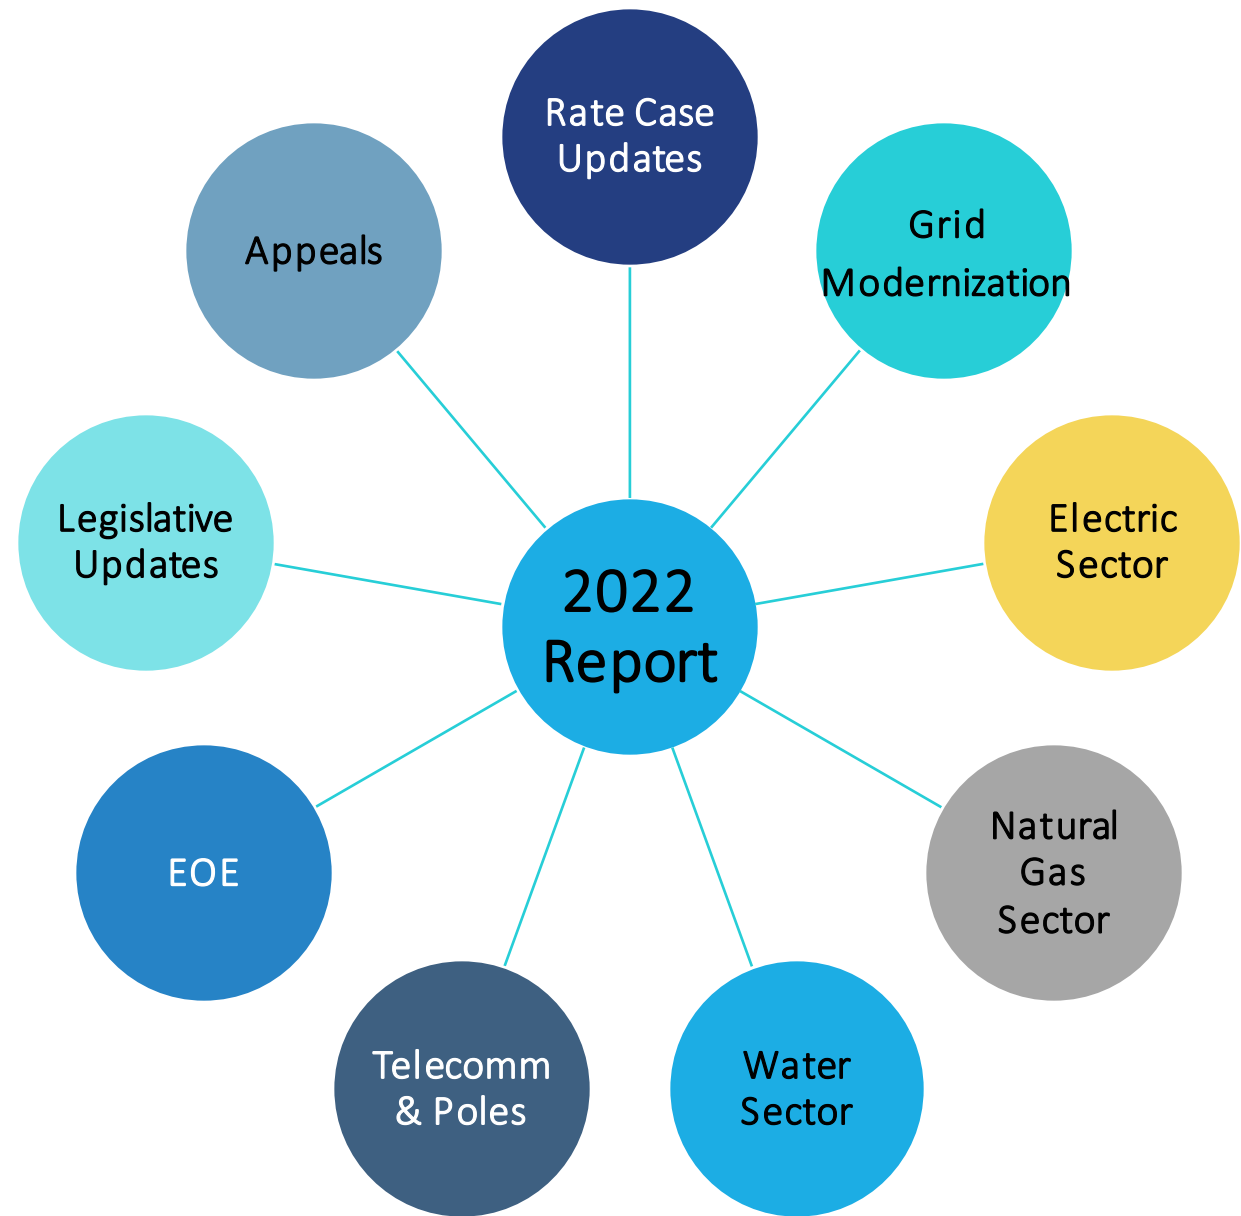 Rate Case
Updates
Grid
Modernization
Electric
Sector
Natural
Gas
Sector
Water
Sector
Telecomm
& Poles
EOE
Legislative
Updates
Appeals
2022
Report